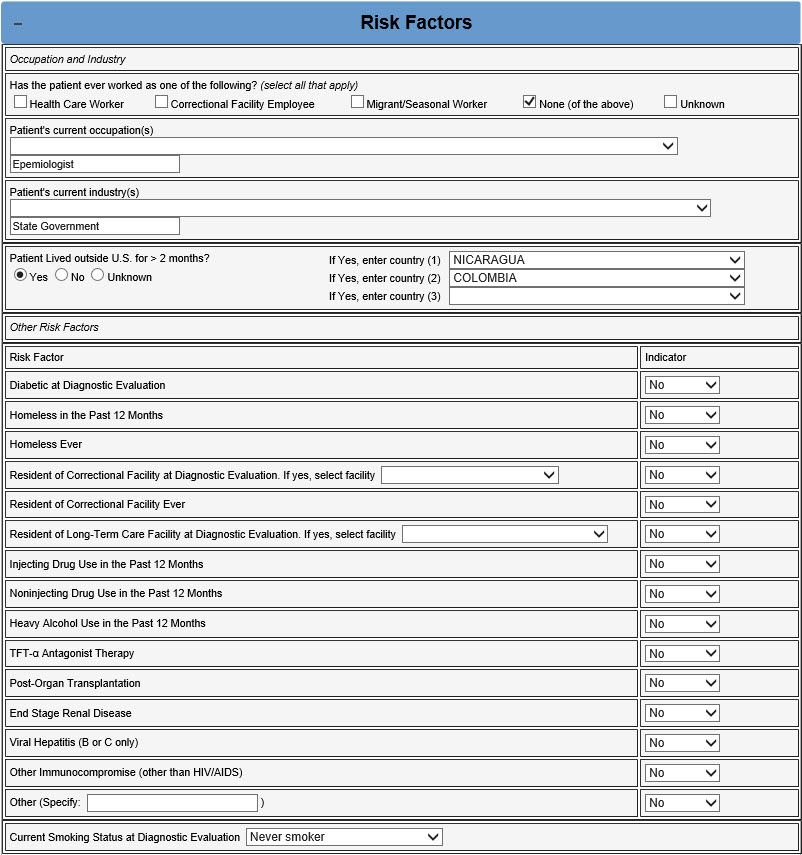 Risk Factors
Occupation and Industry
Has the patient ever worked as one of the following? (select all that apply)
Health Care Worker Correctional Facility Employee Migrant/Seasonal Worker None (of the above) Unknown
Patient's current occupation(s)
Epemiologist
Patient's current industry(s)
State Government
Patient Lived outside U.S. for > 2 months? If Yes, enter country (1) NICARAGUA
Yes No Unknown If Yes, enter country (2) COLOMBIA
If Yes, enter country (3)
Other Risk Factors
Risk Factor Indicator
Diabetic at Diagnostic Evaluation No
Homeless in the Past 12 Months No
Homeless Ever No
Resident of Correctional Facility at Diagnostic Evaluation. If yes, select facility No
Resident of Correctional Facility Ever No
Resident of Long-Term Care Facility at Diagnostic Evaluation. If yes, select facility No
Injecting Drug Use in the Past 12 Months No
Noninjecting Drug Use in the Past 12 Months No
Heavy Alcohol Use in the Past 12 Months No
TFT-α Antagonist Therapy No
Post-Organ Transplantation No
End Stage Renal Disease No
Viral Hepatitis (B or C only) No
Other Immunocompromise (other than HIV/AIDS) No
Other (Specify: ) No
Current Smoking Status at Diagnostic Evaluation Never smoker